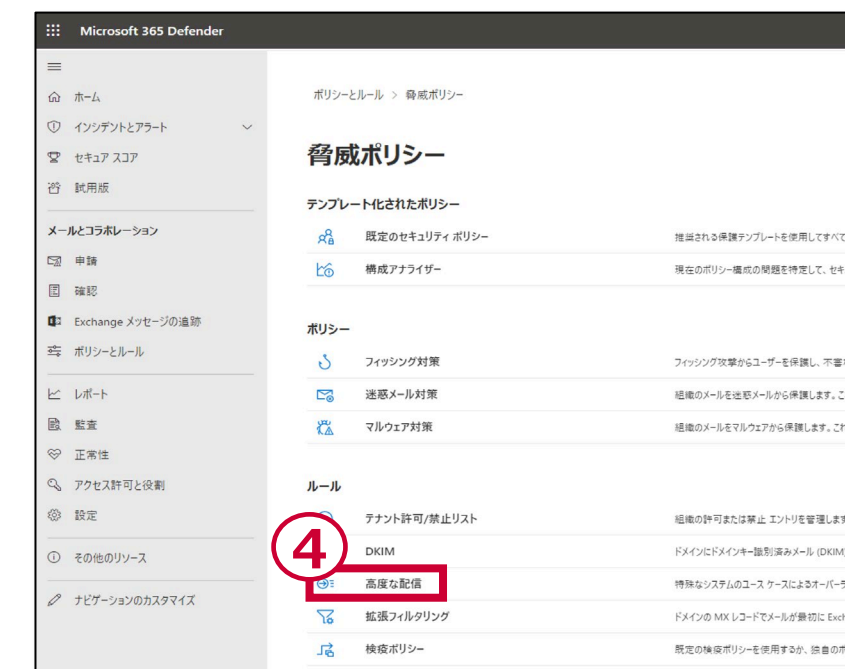 Microsoft 365 Defender
ホーム
インシデントとアラート
セキュア スコア
試用版
メールとコラボレーション
申請
確認
Exchange メッセージの追跡
ポリシーとルール
レポート
監査
正常性
アクセス許可と役割
設定
その他のリソース
ナビゲーションのカスタマイズ
ポリシーとルール > 脅威ポリシー
脅威ポリシー
テンプレート化されたポリシー
既定のセキュリティ ポリシー 推奨される保護テンプレートを使用してすべて
構成アナライザー 現在のポリシー構成の問題を特定して、セキ
ポリシー
フィッシング対策 フィッシング攻撃からユーザーを保護し、不審
迷惑メール対策 組織のメールを迷惑メールから保護します。こ
マルウェア対策 組織のメールをマルウェアから保護します。これ
ルール
テナント許可/禁止リスト 組織の許可または禁止 エントリを管理します
④
DKIM ドメインにドメインキー識別済みメール (DKIM)
高度な配信 特殊なシステムのユース ケースによるオーバーラ
拡張フィルタリング ドメインの MX レコードでメールが最初に Exch
検疫ポリシー 既定の検疫ポリシーを使用するか、独自のポ